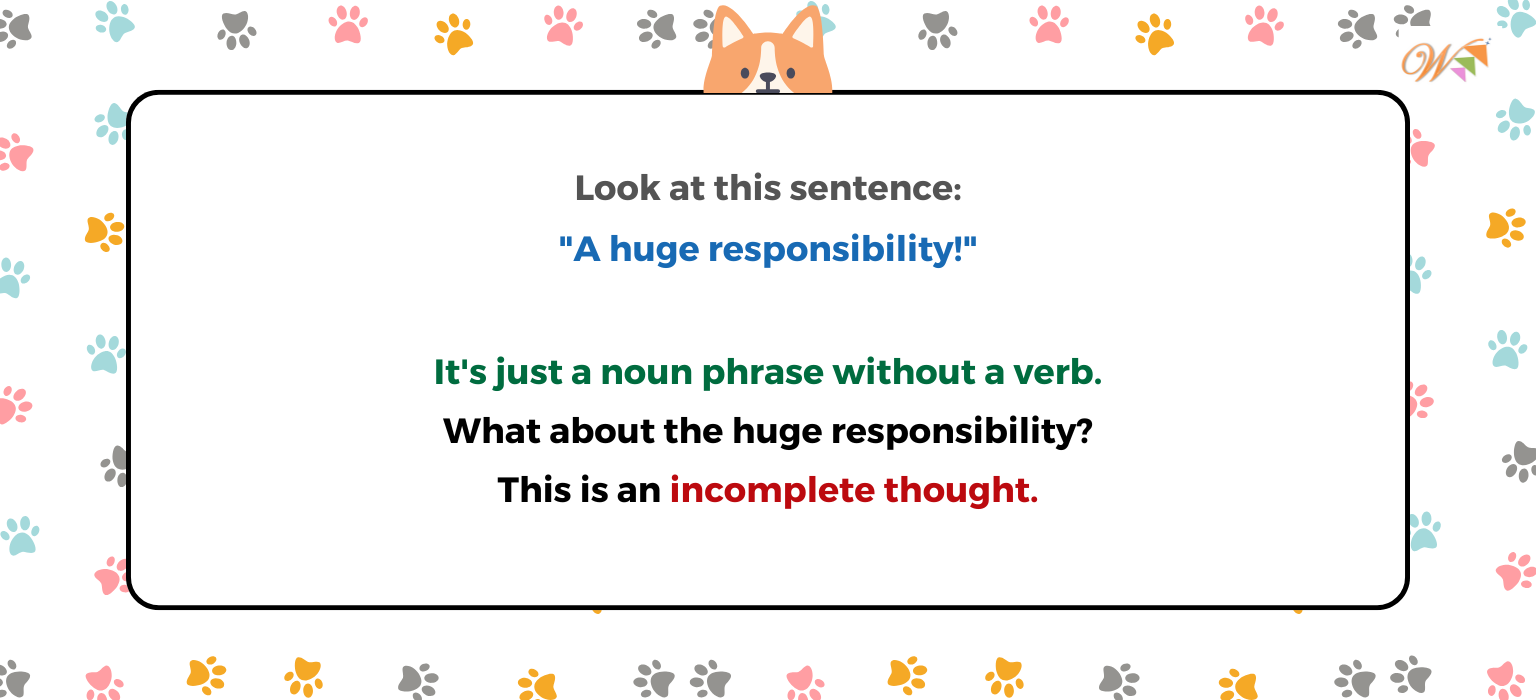 W
Look at this sentence:
"A huge responsibility!"
It's just a noun phrase without a verb.
What about the huge responsibility?
This is an incomplete thought.